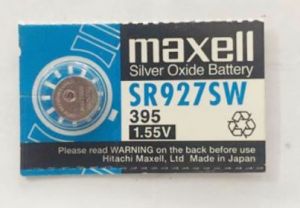 maxell
Silver Oxide Battery
SR927SW
395
1.55V
Please read WARNING on the back before use
Hitachi Maxell, Ltd Made in Japan